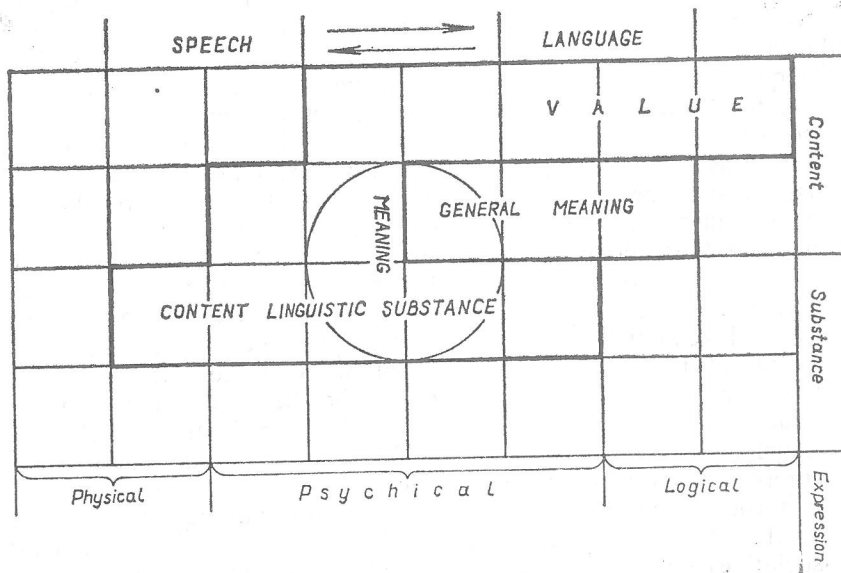 SPEECH
LANGUAGE
VALUE
Content
MEANING
GENERAL MEANING
CONTENT LINGUISTIC SUBSTANCE
Substance
Physical
Psychical
Logical
Expression